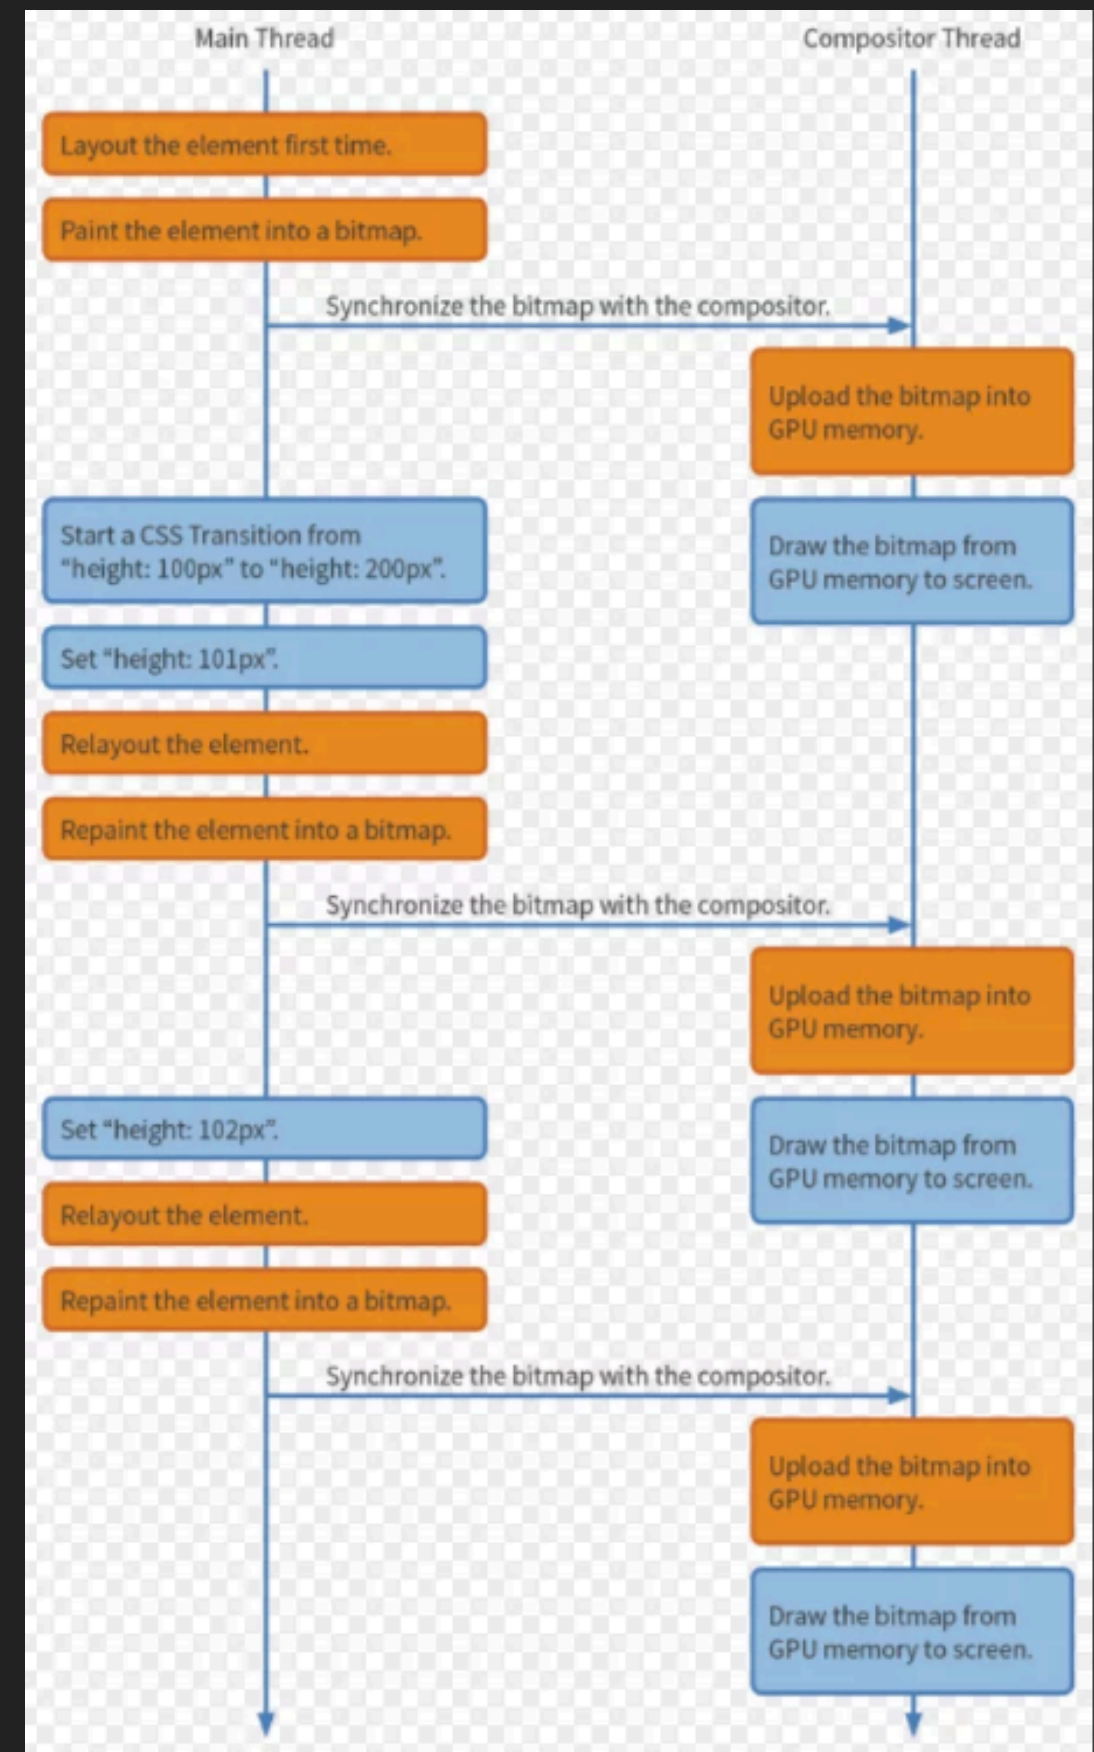 Main Thread
Compositor Thread
Layout the element first time.
Paint the element into a bitmap.
Synchronize the bitmap with the compositor.
Upload the bitmap into
GPU memory.
Start a CSS Transition from
“height: 100px” to “height: 200px”.
Draw the bitmap from
GPU memory to screen.
Set “height: 101px”.
Relayout the element.
Repaint the element into a bitmap.
Synchronize the bitmap with the compositor.
Upload the bitmap into
GPU memory.
Set “height: 102px”.
Draw the bitmap from
GPU memory to screen.
Relayout the element.
Repaint the element into a bitmap.
Synchronize the bitmap with the compositor.
Upload the bitmap into
GPU memory.
Draw the bitmap from
GPU memory to screen.